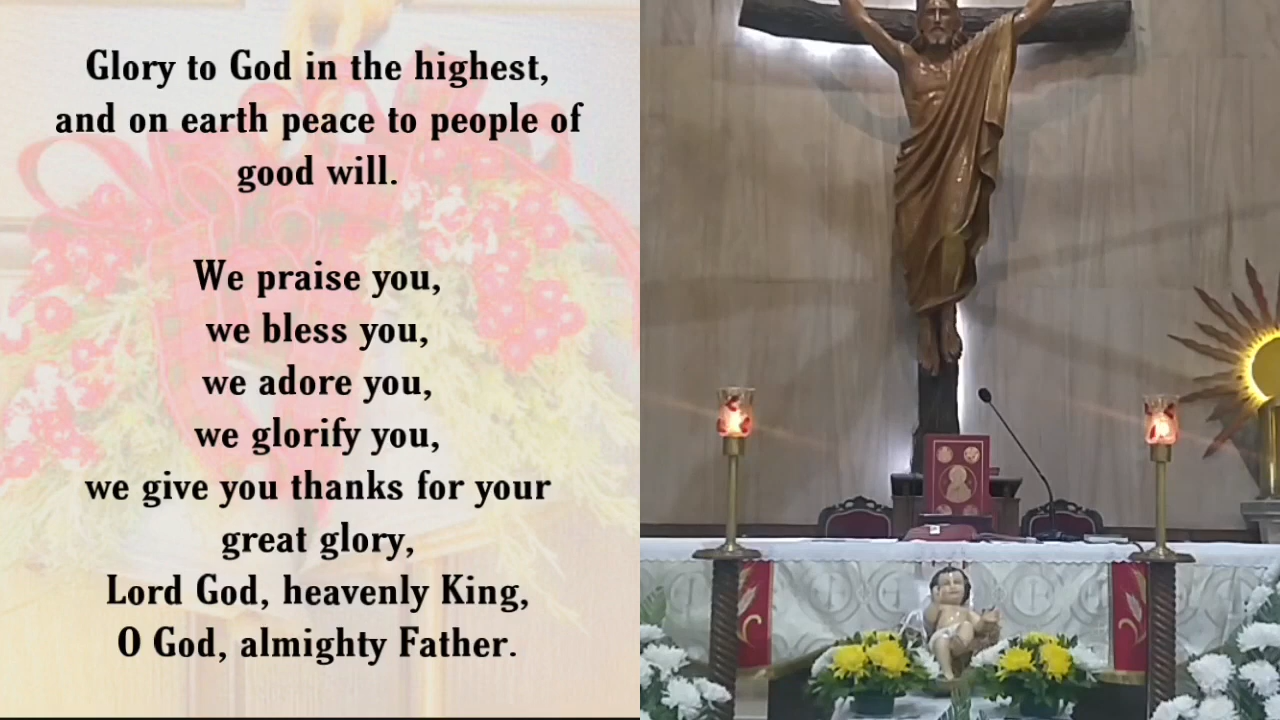 Glory to God in the highest,
and on earth peace to people of
good will.
We praise you,
we bless you,
we adore you,
we glorify you,
we give you thanks for your
great glory,
Lord God, heavenly King,
O God, almighty Father.